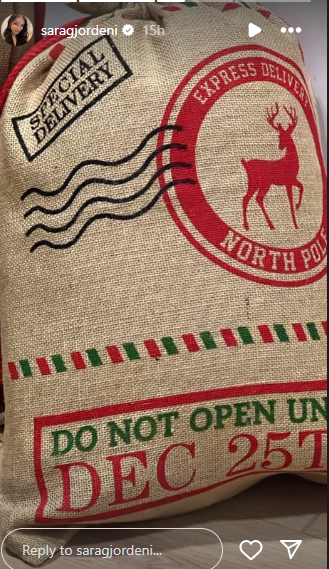 saragjordeni 15h
SPECIAL
DELIVERY
EXPRESS DELIVERY
NORTH POLE
DO NOT OPEN UN
DEC 25T
Reply to saragjordeni...